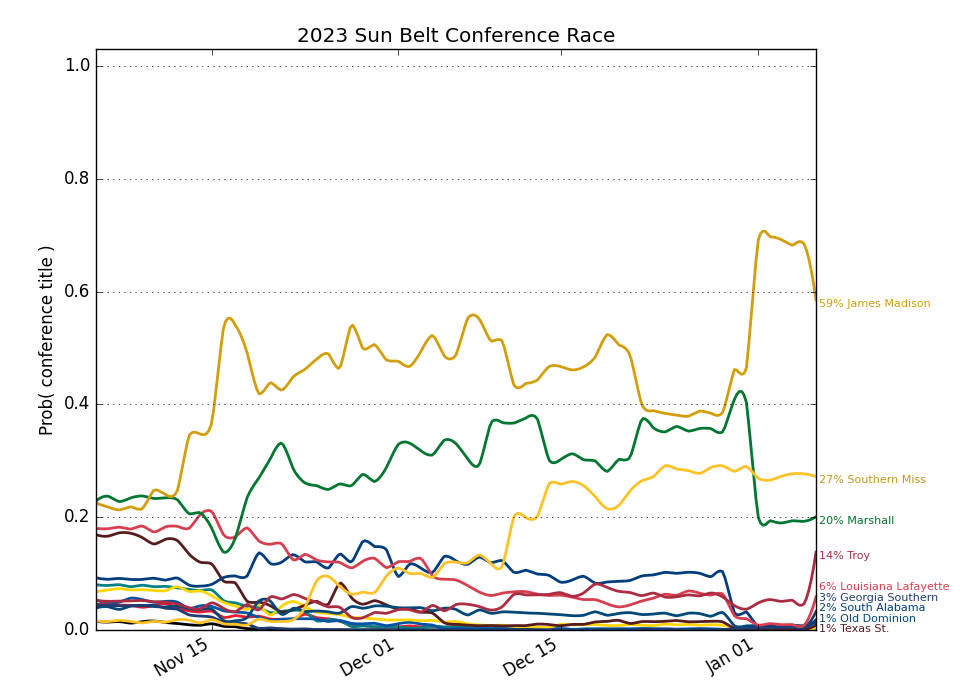 2023 Sun Belt Conference Race
1.0
0.8
0.6
0.4
0.2
0.0
Prob( conference title )
59% James Madison
27% Southern Miss
20% Marshall
14% Troy
6% Louisiana Lafayette
3% Georgia Southern
2% South Alabama
1% Old Dominion
1% Texas St.
Nov 15
Dec 01
Dec 15
Jan 01